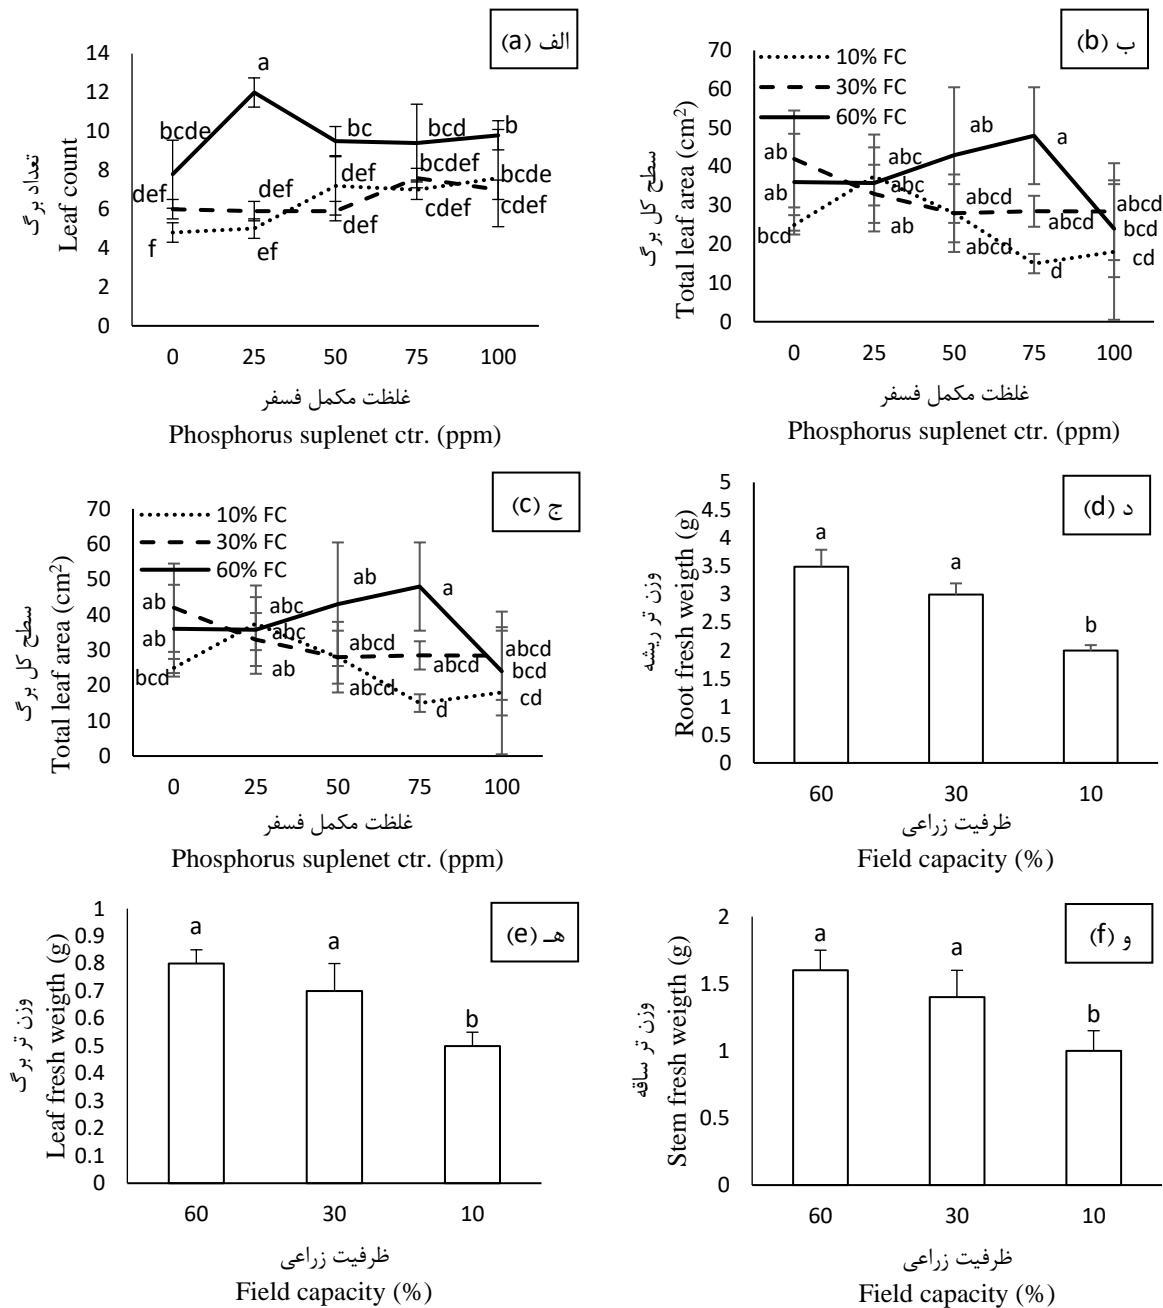 الف (a)
تعداد برگ
Leaf count
14
12
10
8
6
4
2
0
a
bcde
bc
bcd
b
def
def
def
bcdef
bcde
f
ef
def
cdef
cdef
0 25 50 75 100
غلظت مکمل فسفر
Phosphorus suplenet ctr. (ppm)
ب (b)
سطح کل برگ
Total leaf area (cm²)
70
60
50
40
30
20
10
0
10% FC
30% FC
60% FC
ab
ab
bcd
abc
abc
ab
ab
abcd
abcd
a
abcd
d
abcd
bcd
cd
0 25 50 75 100
غلظت مکمل فسفر
Phosphorus suplenet ctr. (ppm)
ج (c)
سطح کل برگ
Total leaf area (cm²)
70
60
50
40
30
20
10
0
10% FC
30% FC
60% FC
ab
ab
bcd
abc
abc
ab
ab
abcd
abcd
a
abcd
d
abcd
bcd
cd
0 25 50 75 100
غلظت مکمل فسفر
Phosphorus suplenet ctr. (ppm)
د (d)
وزن تر ریشه
Root fresh weigth (g)
5
4.5
4
3.5
3
2.5
2
1.5
1
0.5
0
a
a
b
60 30 10
ظرفیت زراعی
Field capacity (%)
هـ (e)
وزن تر برگ
Leaf fresh weigth (g)
1
0.9
0.8
0.7
0.6
0.5
0.4
0.3
0.2
0.1
0
a
a
b
60 30 10
ظرفیت زراعی
Field capacity (%)
و (f)
وزن تر ساقه
Stem fresh weigth (g)
2
1.5
1
0.5
0
a
a
b
60 30 10
ظرفیت زراعی
Field capacity (%)